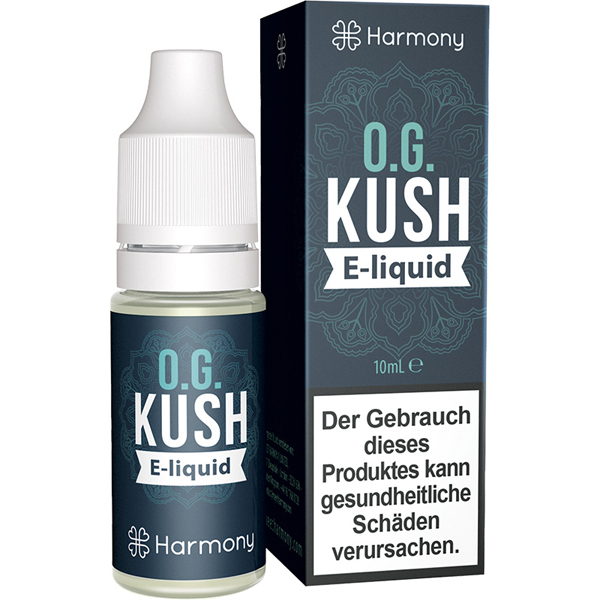 Harmony
O.G.
KUSH
E-liquid
10mL ℮
Der Gebrauch
dieses
Produktes kann
gesundheitliche
Schäden
verursachen.
O.G.
KUSH
E-liquid
Harmony